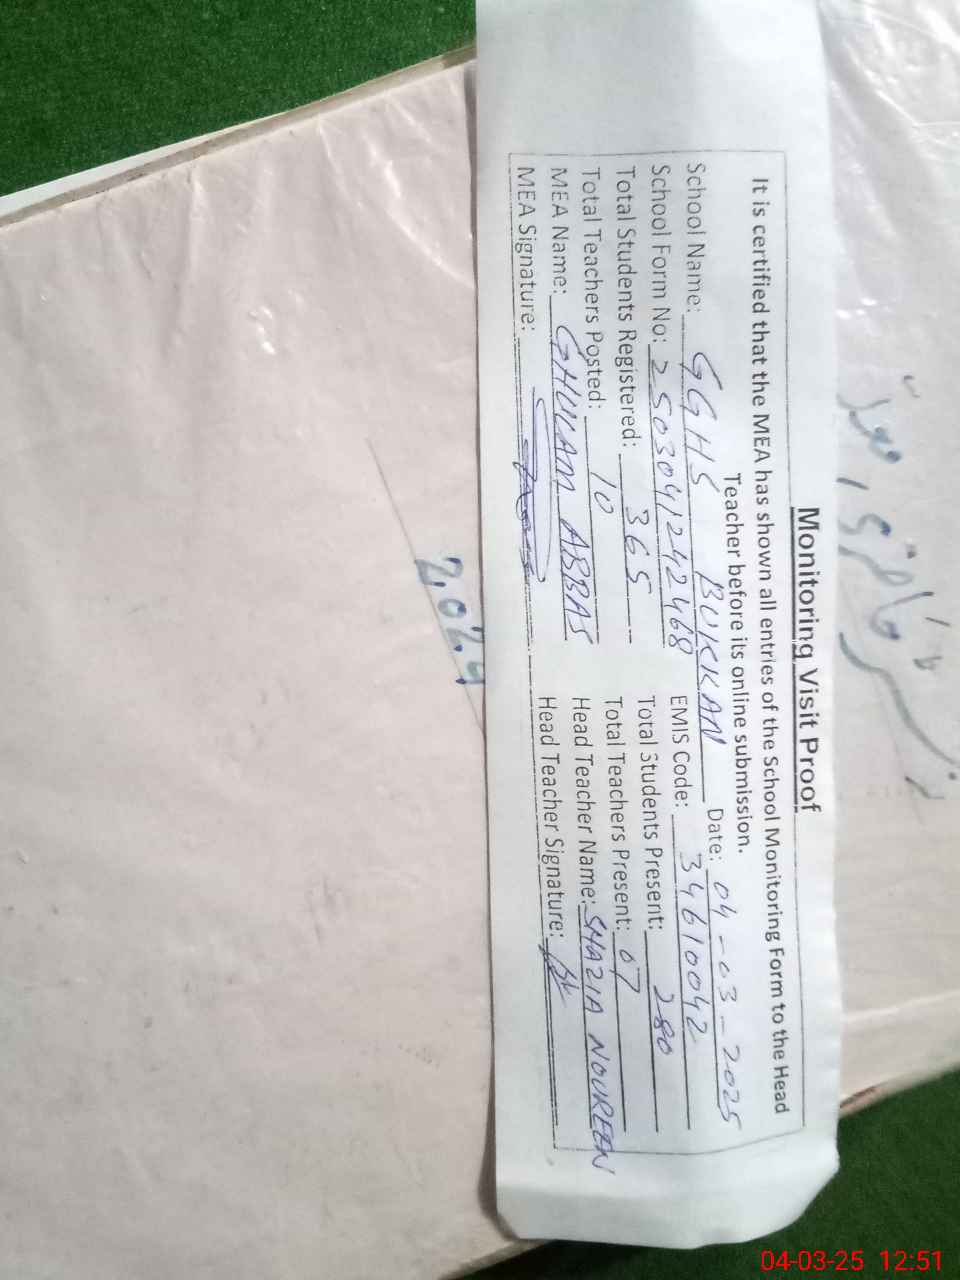 Monitoring Visit Proof
It is certified that the MEA has shown all entries of the School Monitoring Form to the Head
Teacher before its online submission.
School Name: GGHS BUKKAN Date: 04-03-2025
School Form No: 2503041242468 EMIS Code: 34610042
Total Students Registered: 365 Total Students Present: 280
Total Teachers Posted: 10 Total Teachers Present: 07
MEA Name: GHULAM ABBAS Head Teacher Name: SHAZIA NOUREEN
MEA Signature: Head Teacher Signature:
2024
04-03-25 12:51